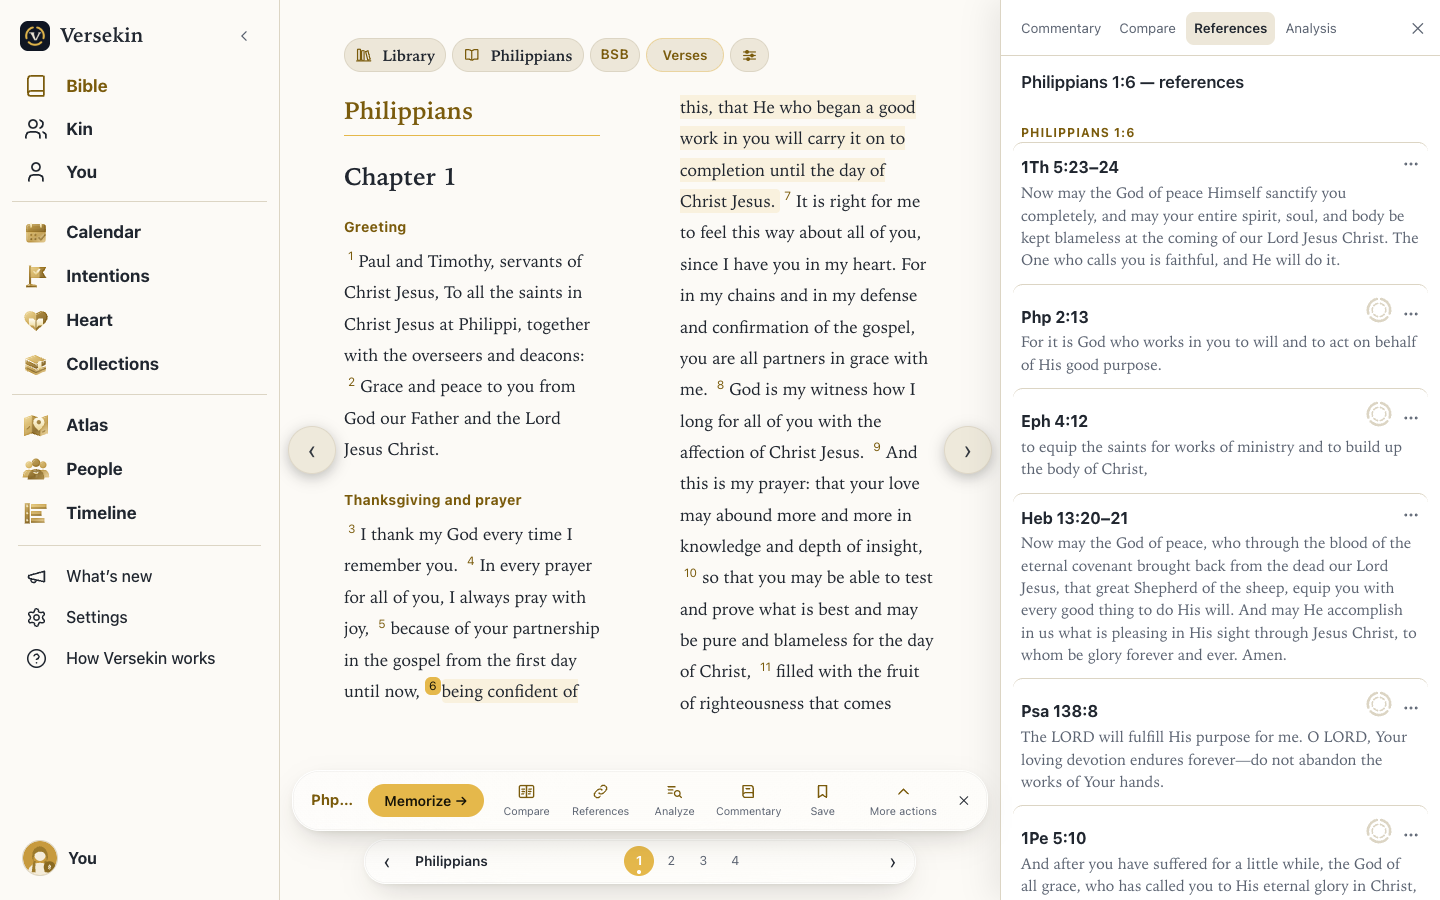 Versekin
Bible
Kin
You
Calendar
Intentions
Heart
Collections
Atlas
People
Timeline
What's new
Settings
How Versekin works
You
Library
Philippians
BSB
Verses
Philippians
Chapter 1
Greeting
1 Paul and Timothy, servants of
Christ Jesus, To all the saints in
Christ Jesus at Philippi, together
with the overseers and deacons:
2 Grace and peace to you from
God our Father and the Lord
Jesus Christ.
Thanksgiving and prayer
3 I thank my God every time I
remember you. 4 In every prayer
for all of you, I always pray with
joy, 5 because of your partnership
in the gospel from the first day
until now, 6 being confident of
this, that He who began a good
work in you will carry it on to
completion until the day of
Christ Jesus. 7 It is right for me
to feel this way about all of you,
since I have you in my heart. For
in my chains and in my defense
and confirmation of the gospel,
you are all partners in grace with
me. 8 God is my witness how I
long for all of you with the
affection of Christ Jesus. 9 And
this is my prayer: that your love
may abound more and more in
knowledge and depth of insight,
10 so that you may be able to test
and prove what is best and may
be pure and blameless for the day
of Christ, 11 filled with the fruit
of righteousness that comes
Php...
Memorize →
Compare
References
Analyze
Commentary
Save
More actions
Philippians
1
2
3
4
Commentary
Compare
References
Analysis
Philippians 1:6 — references
PHILIPPIANS 1:6
1Th 5:23–24
Now may the God of peace Himself sanctify you
completely, and may your entire spirit, soul, and body be
kept blameless at the coming of our Lord Jesus Christ. The
One who calls you is faithful, and He will do it.
Php 2:13
For it is God who works in you to will and to act on behalf
of His good purpose.
Eph 4:12
to equip the saints for works of ministry and to build up
the body of Christ,
Heb 13:20–21
Now may the God of peace, who through the blood of the
eternal covenant brought back from the dead our Lord
Jesus, that great Shepherd of the sheep, equip you with
every good thing to do His will. And may He accomplish
in us what is pleasing in His sight through Jesus Christ, to
whom be glory forever and ever. Amen.
Psa 138:8
The LORD will fulfill His purpose for me. O LORD, Your
loving devotion endures forever—do not abandon the
works of Your hands.
1Pe 5:10
And after you have suffered for a little while, the God of
all grace, who has called you to His eternal glory in Christ,